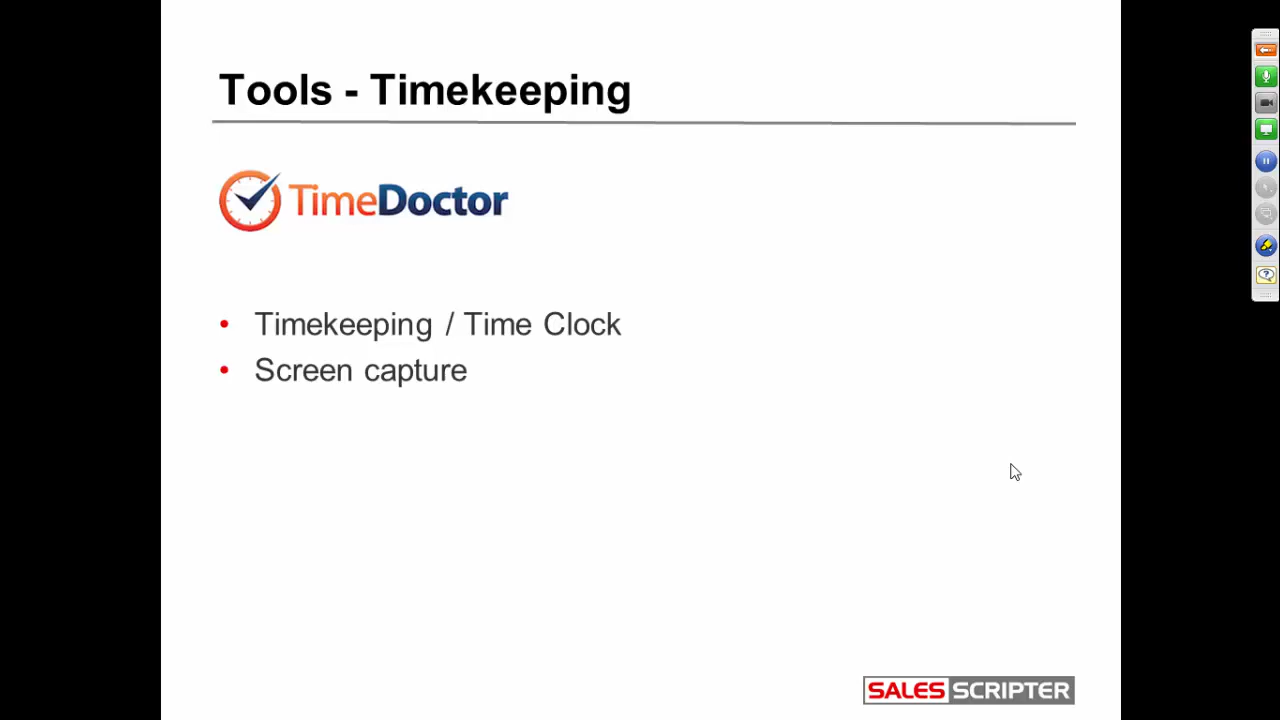 Tools - Timekeeping
TimeDoctor
• Timekeeping / Time Clock
• Screen capture
SALES SCRIPTER